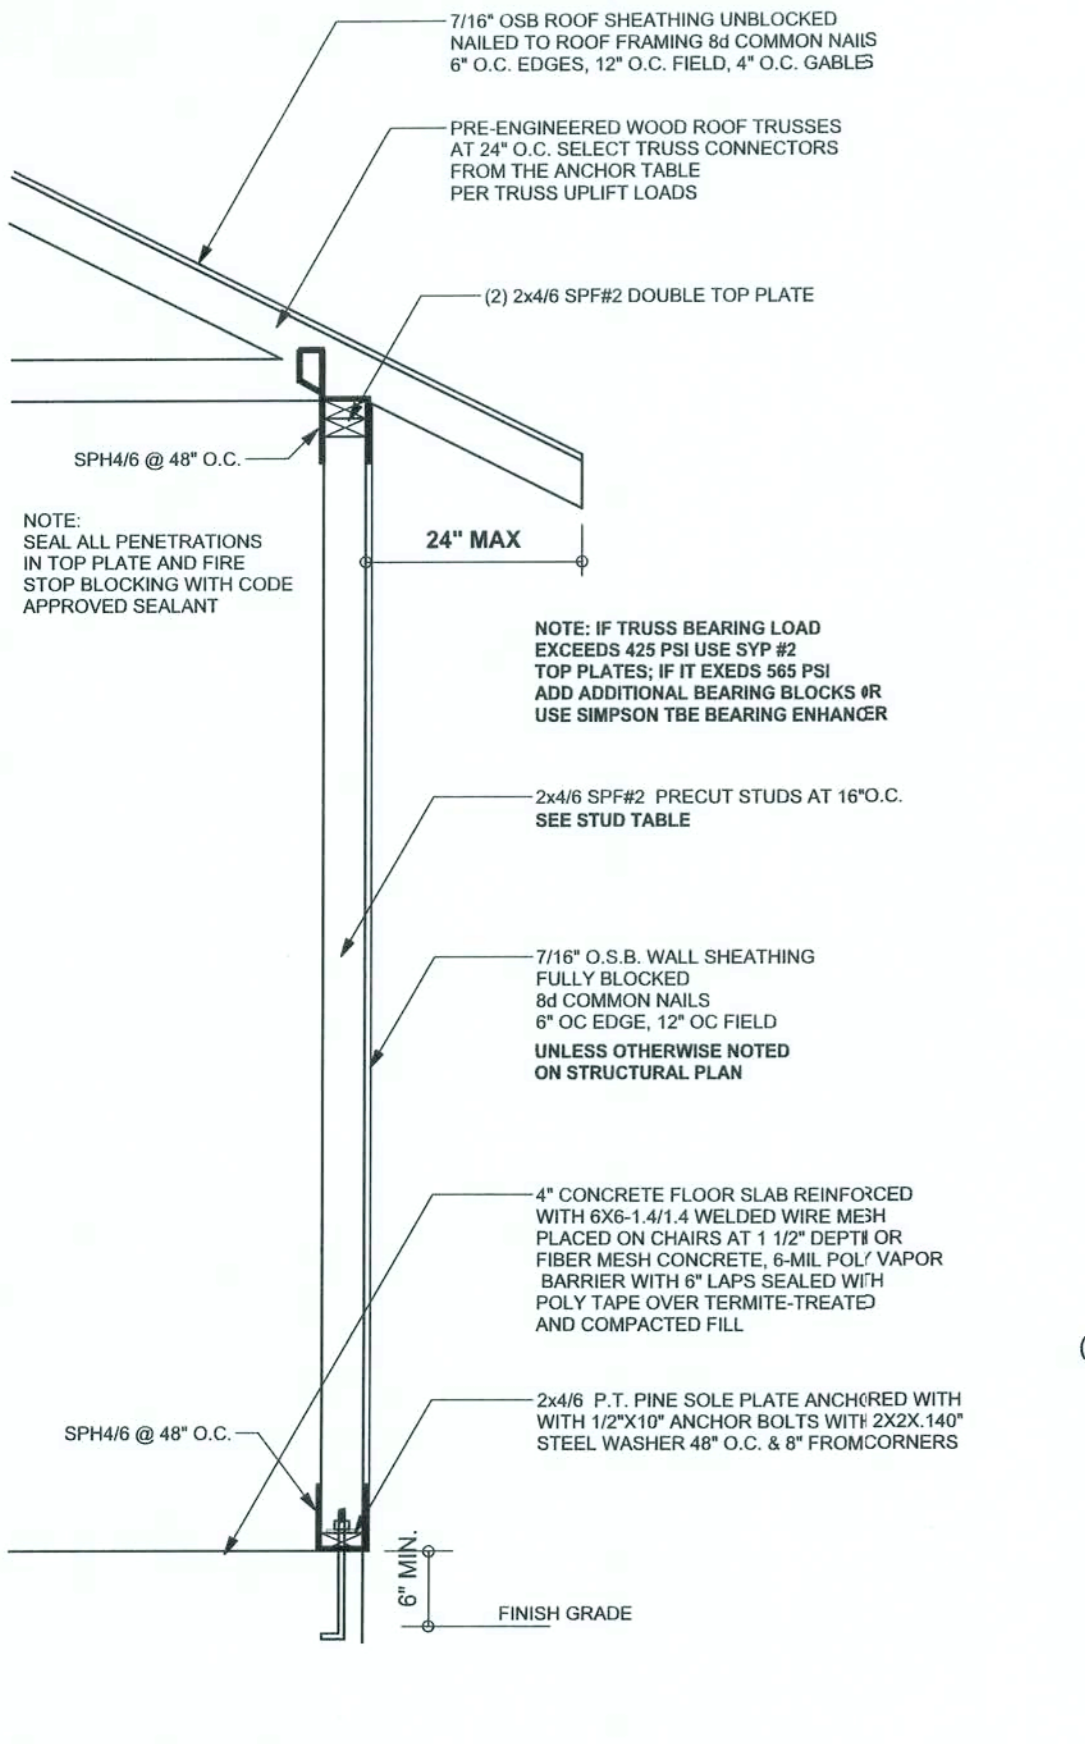 7/16" OSB ROOF SHEATHING UNBLOCKED
NAILED TO ROOF FRAMING 8d COMMON NAILS
6" O.C. EDGES, 12" O.C. FIELD, 4" O.C. GABLES
PRE-ENGINEERED WOOD ROOF TRUSSES
AT 24" O.C. SELECT TRUSS CONNECTORS
FROM THE ANCHOR TABLE
PER TRUSS UPLIFT LOADS
(2) 2x4/6 SPF#2 DOUBLE TOP PLATE
SPH4/6 @ 48" O.C.
NOTE:
SEAL ALL PENETRATIONS
IN TOP PLATE AND FIRE
STOP BLOCKING WITH CODE
APPROVED SEALANT
24" MAX
NOTE: IF TRUSS BEARING LOAD
EXCEEDS 425 PSI USE SYP #2
TOP PLATES; IF IT EXEDS 565 PSI
ADD ADDITIONAL BEARING BLOCKS OR
USE SIMPSON TBE BEARING ENHANCER
2x4/6 SPF#2 PRECUT STUDS AT 16"O.C.
SEE STUD TABLE
7/16" O.S.B. WALL SHEATHING
FULLY BLOCKED
8d COMMON NAILS
6" OC EDGE, 12" OC FIELD
UNLESS OTHERWISE NOTED
ON STRUCTURAL PLAN
4" CONCRETE FLOOR SLAB REINFORCED
WITH 6X6-1.4/1.4 WELDED WIRE MESH
PLACED ON CHAIRS AT 1 1/2" DEPTH OR
FIBER MESH CONCRETE, 6-MIL POLY VAPOR
BARRIER WITH 6" LAPS SEALED WITH
POLY TAPE OVER TERMITE-TREATED
AND COMPACTED FILL
2x4/6 P.T. PINE SOLE PLATE ANCHORED WITH
WITH 1/2"X10" ANCHOR BOLTS WITH 2X2X.140"
STEEL WASHER 48" O.C. & 8" FROM CORNERS
SPH4/6 @ 48" O.C.
6" MIN.
FINISH GRADE